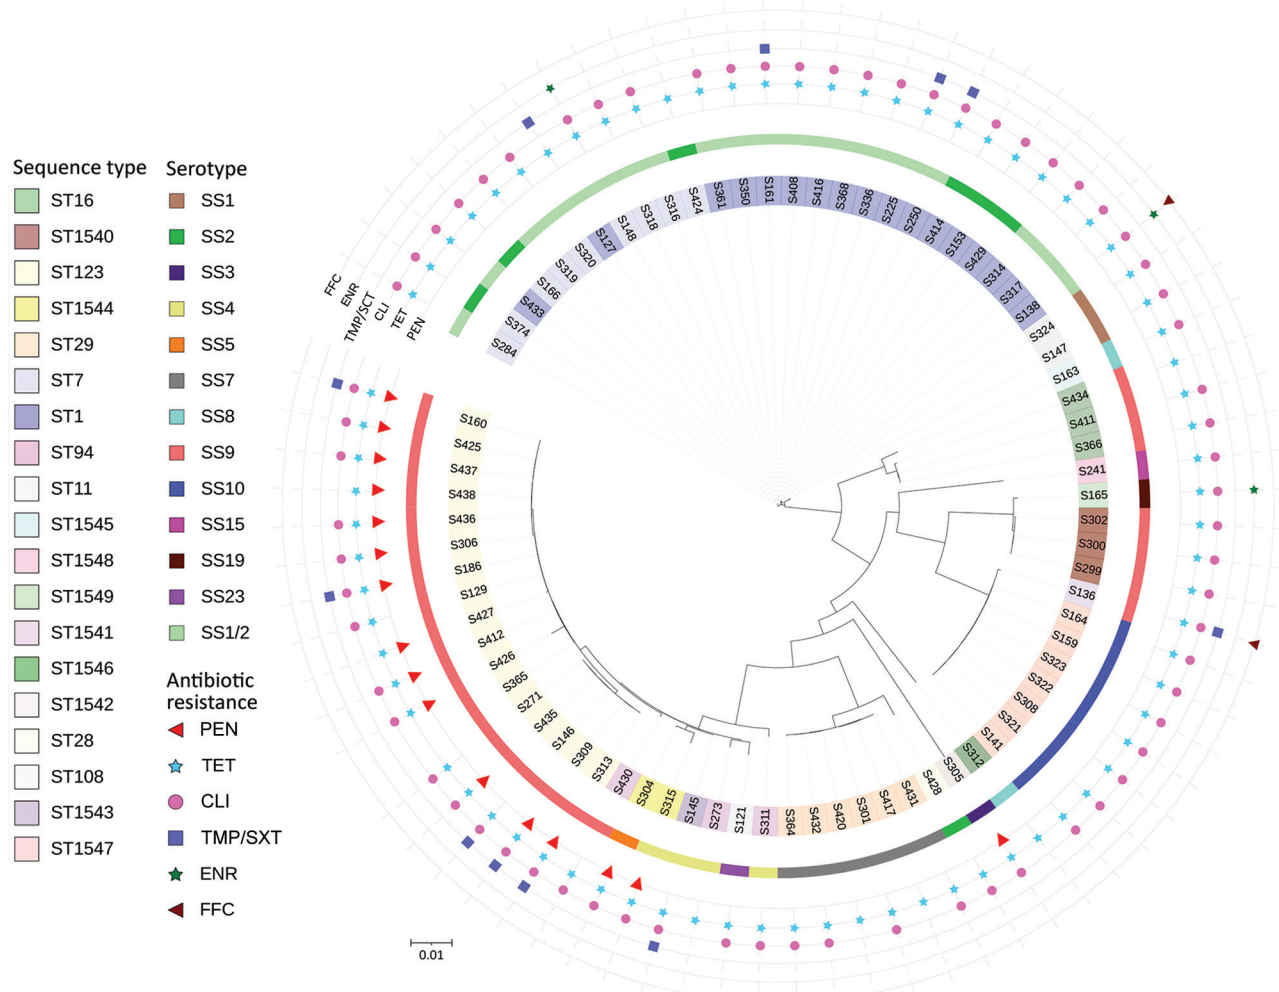 Sequence type
ST16
ST1540
ST123
ST1544
ST29
ST7
ST1
ST94
ST11
ST1545
ST1548
ST1549
ST1541
ST1546
ST1542
ST28
ST108
ST1543
ST1547
Serotype
SS1
SS2
SS3
SS4
SS5
SS7
SS8
SS9
SS10
SS15
SS19
SS23
SS1/2
Antibiotic
resistance
PEN
TET
CLI
TMP/SXT
ENR
FFC
FFC
ENR
TMP/SCT
CLI
TET
PEN
S284
S374
S433
S166
S319
S320
S127
S148
S318
S316
S424
S361
S350
S161
S408
S416
S368
S336
S225
S250
S414
S153
S429
S314
S317
S138
S324
S147
S163
S434
S411
S366
S241
S165
S302
S300
S299
S136
S164
S159
S323
S322
S308
S321
S141
S312
S305
S428
S431
S417
S301
S420
S432
S364
S311
S121
S273
S145
S315
S304
S430
S313
S309
S146
S435
S271
S365
S426
S412
S427
S129
S186
S306
S436
S438
S437
S425
S160
0.01